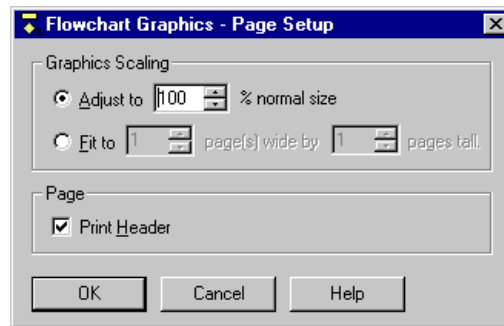 Flowchart Graphics - Page Setup
Graphics Scaling
Adjust to 100 % normal size
Fit to 1 page(s) wide by 1 pages tall.
Page
Print Header
OK Cancel Help